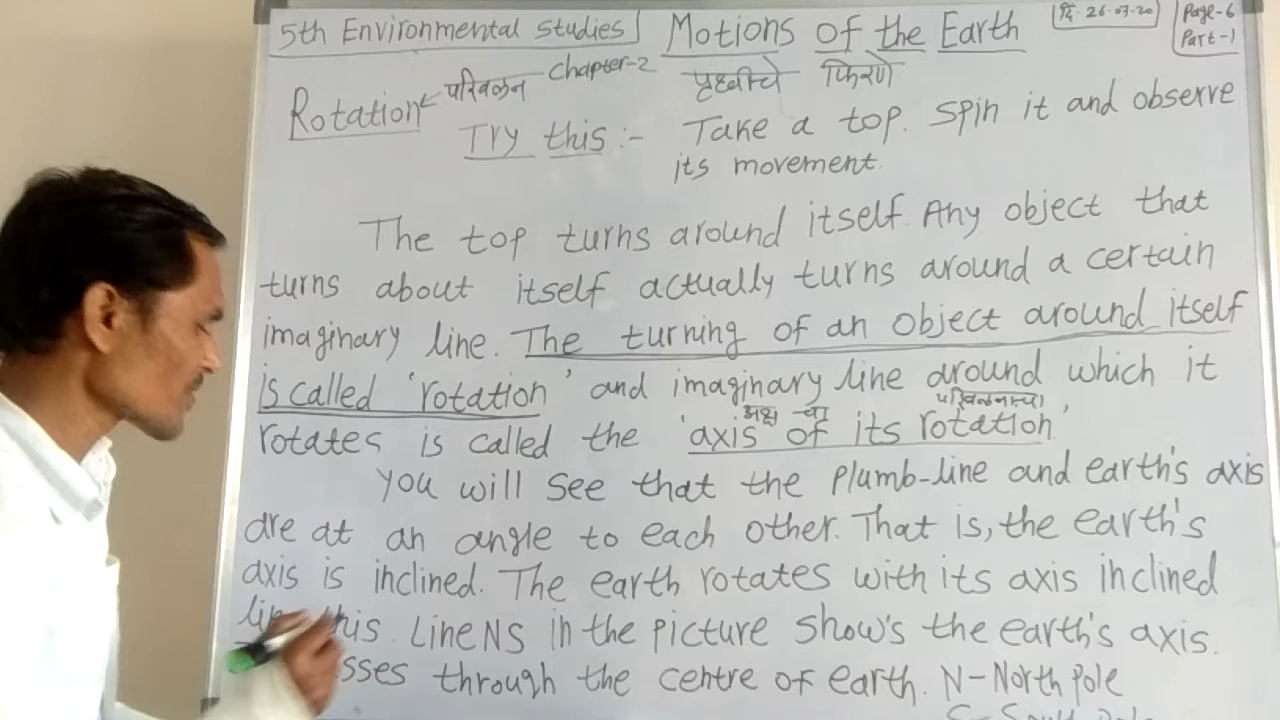 5th Environmental Studies Motions of the Earth दि. 26.07.20 Page-6
Part-1
Rotation परिवलन Chapter-2 पृथ्वीचे फिरणे
Try this :- Take a top. Spin it and observe
its movement.
The top turns around itself. Any object that
turns about itself actually turns around a certain
imaginary line. The turning of an object around itself
is called 'rotation' and imaginary line around which it
अक्ष चा परिवलनाच्या
rotates is called the 'axis of its rotation'
You will see that the plumb-line and earth's axis
are at an angle to each other. That is, the earth's
axis is inclined. The earth rotates with its axis inclined
this. Line NS in the picture show's the earth's axis.
through the centre of earth. N-North Pole